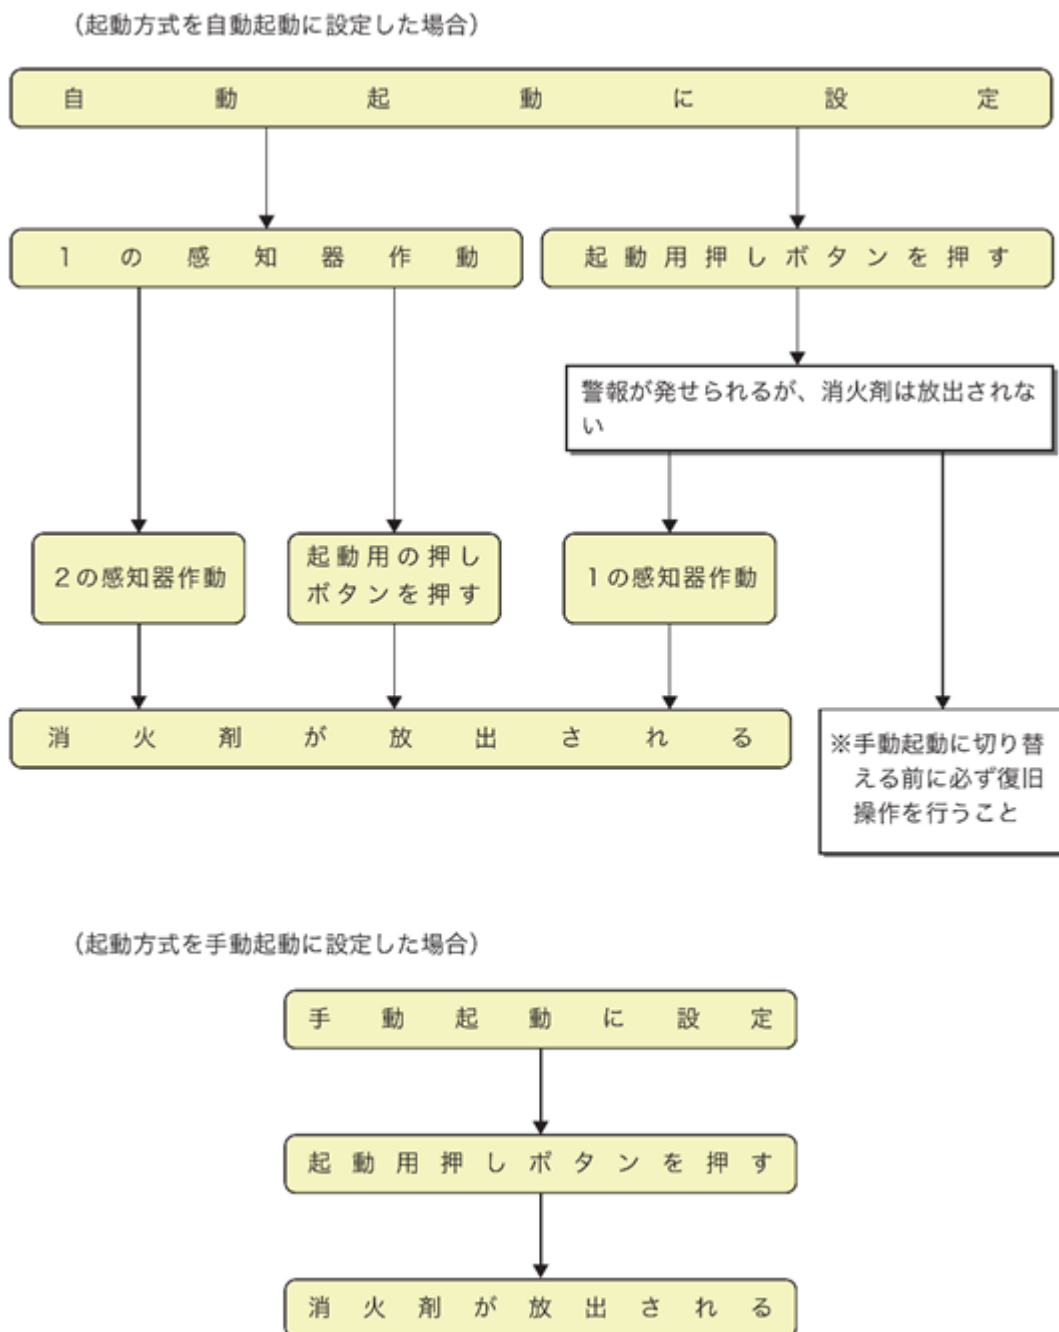 （起動方式を自動起動に設定した場合）
自動起動に設定
1の感知器作動
起動用押しボタンを押す
警報が発せられるが、消火剤は放出されな
い
2の感知器作動
起動用の押し
ボタンを押す
1の感知器作動
消火剤が放出される
※手動起動に切り替
える前に必ず復旧
操作を行うこと
（起動方式を手動起動に設定した場合）
手動起動に設定
起動用押しボタンを押す
消火剤が放出される